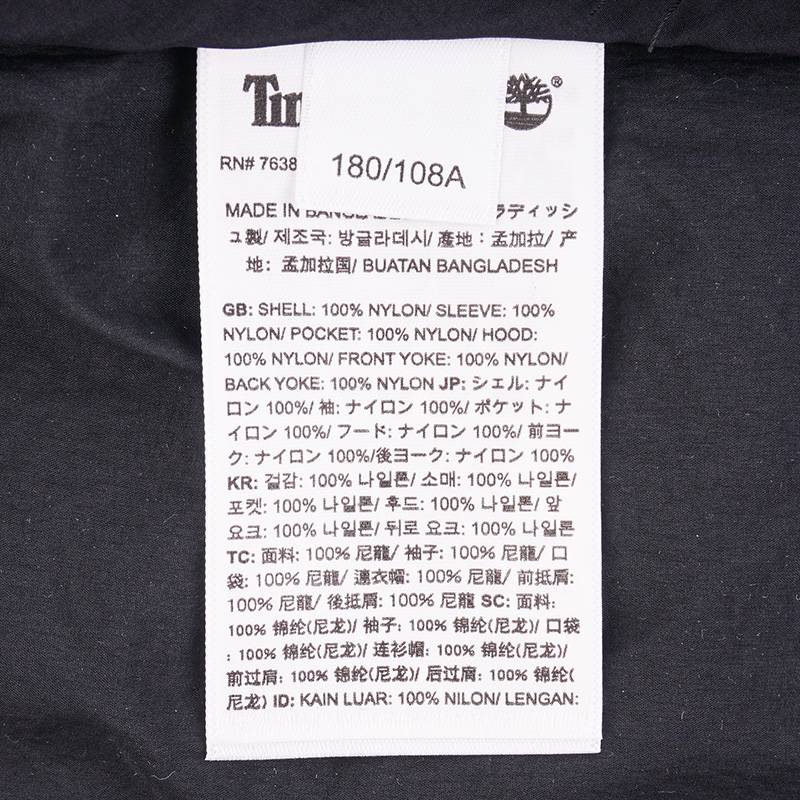 ®
RN# 7638
180/108A
MADE IN
ラディッシ
ュ製/ 제조국: 방글라데시/ 產地：孟加拉/ 产
地：孟加拉国/ BUATAN BANGLADESH
GB: SHELL: 100% NYLON/ SLEEVE: 100%
NYLON/ POCKET: 100% NYLON/ HOOD:
100% NYLON/ FRONT YOKE: 100% NYLON/
BACK YOKE: 100% NYLON JP: シェル: ナイ
ロン 100%/ 袖: ナイロン 100%/ ポケット: ナ
イロン 100%/ フード: ナイロン 100%/ 前ヨー
ク: ナイロン 100%/後ヨーク: ナイロン 100%
KR: 겉감: 100% 나일론/ 소매: 100% 나일론/
포켓: 100% 나일론/ 후드: 100% 나일론/ 앞
요크: 100% 나일론/ 뒤로 요크: 100% 나일론
TC: 面料: 100% 尼龍/ 袖子: 100% 尼龍/ 口
袋: 100% 尼龍/ 連衣帽: 100% 尼龍/ 前抵肩:
100% 尼龍/ 後抵肩: 100% 尼龍 SC: 面料:
100% 锦纶(尼龙)/ 袖子: 100% 锦纶(尼龙)/ 口袋
: 100% 锦纶(尼龙)/ 连衫帽: 100% 锦纶(尼龙)/
前过肩: 100% 锦纶(尼龙)/ 后过肩: 100% 锦纶(
尼龙) ID: KAIN LUAR: 100% NILON/ LENGAN: